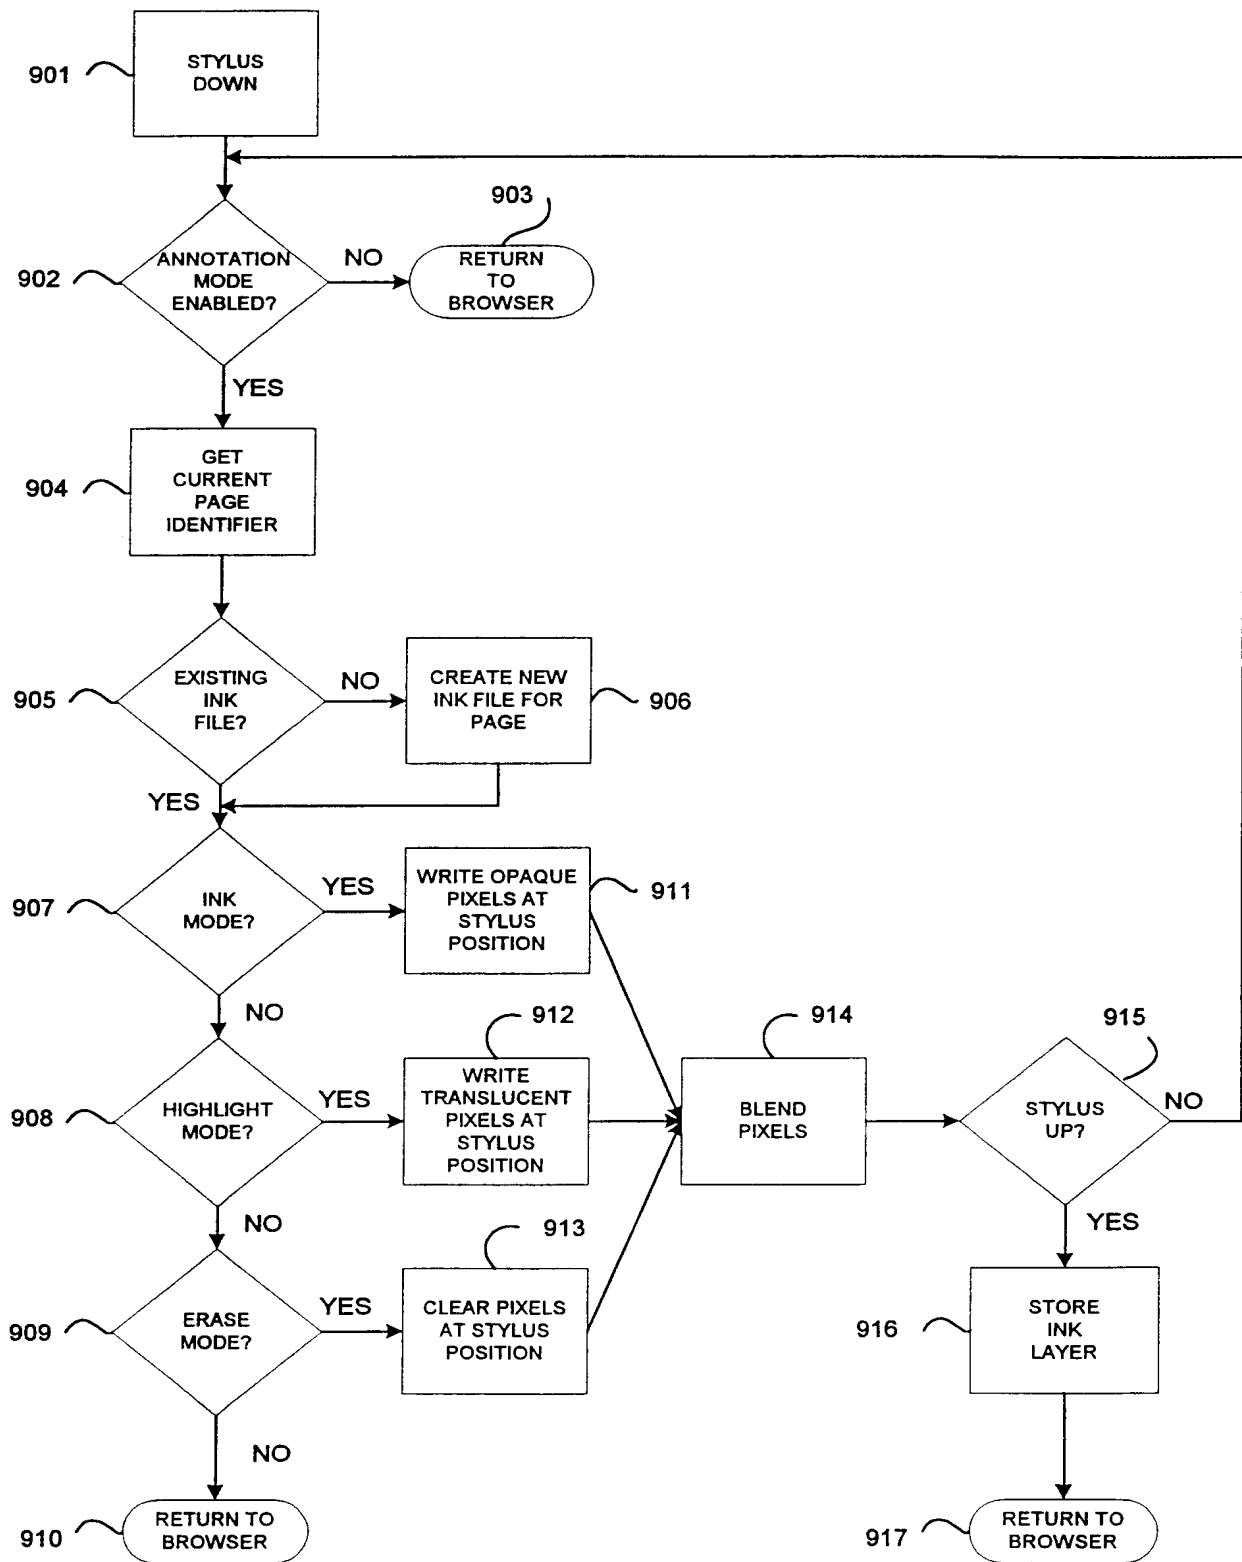 901
STYLUS
DOWN
902
ANNOTATION
MODE
ENABLED?
NO
903
RETURN
TO
BROWSER
YES
904
GET
CURRENT
PAGE
IDENTIFIER
905
EXISTING
INK
FILE?
NO
CREATE NEW
INK FILE FOR
PAGE
906
YES
907
INK
MODE?
YES
WRITE OPAQUE
PIXELS AT
STYLUS
POSITION
911
NO
908
HIGHLIGHT
MODE?
YES
912
WRITE
TRANSLUCENT
PIXELS AT
STYLUS
POSITION
914
BLEND
PIXELS
915
STYLUS
UP?
NO
NO
909
ERASE
MODE?
YES
913
CLEAR PIXELS
AT STYLUS
POSITION
YES
916
STORE
INK
LAYER
NO
910
RETURN TO
BROWSER
917
RETURN TO
BROWSER